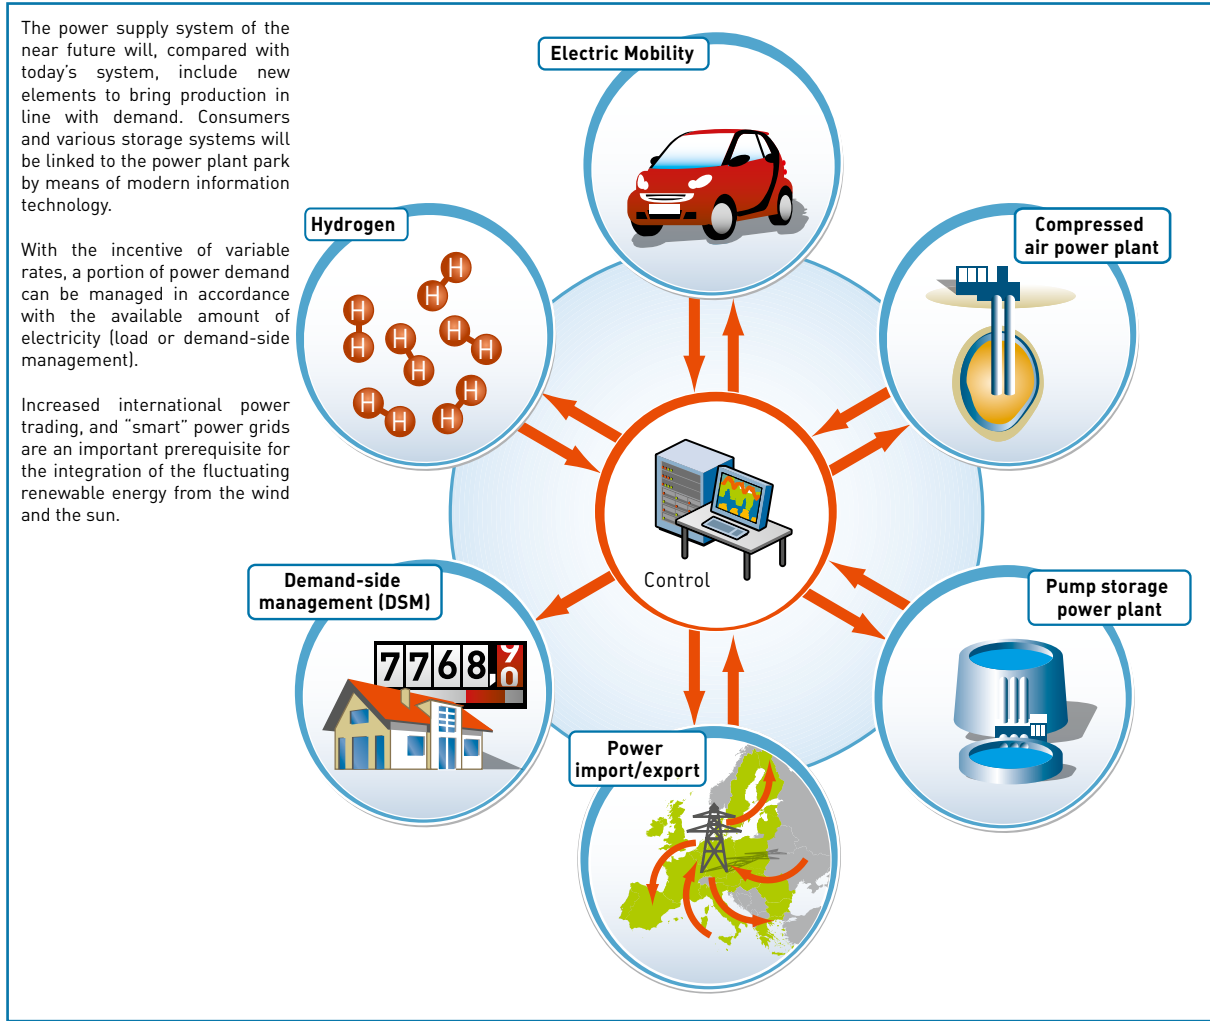 The power supply system of the
near future will, compared with
today's system, include new
elements to bring production in
line with demand. Consumers
and various storage systems will
be linked to the power plant park
by means of modern information
technology.
With the incentive of variable
rates, a portion of power demand
can be managed in accordance
with the available amount of
electricity (load or demand-side
management).
Increased international power
trading, and “smart” power grids
are an important prerequisite for
the integration of the fluctuating
renewable energy from the wind
and the sun.
Electric Mobility
Hydrogen
H
H
H
H
H
H
H
H
H
H
H
H
Compressed
air power plant
Control
Demand-side
management (DSM)
7768,90
Pump storage
power plant
Power
import/export